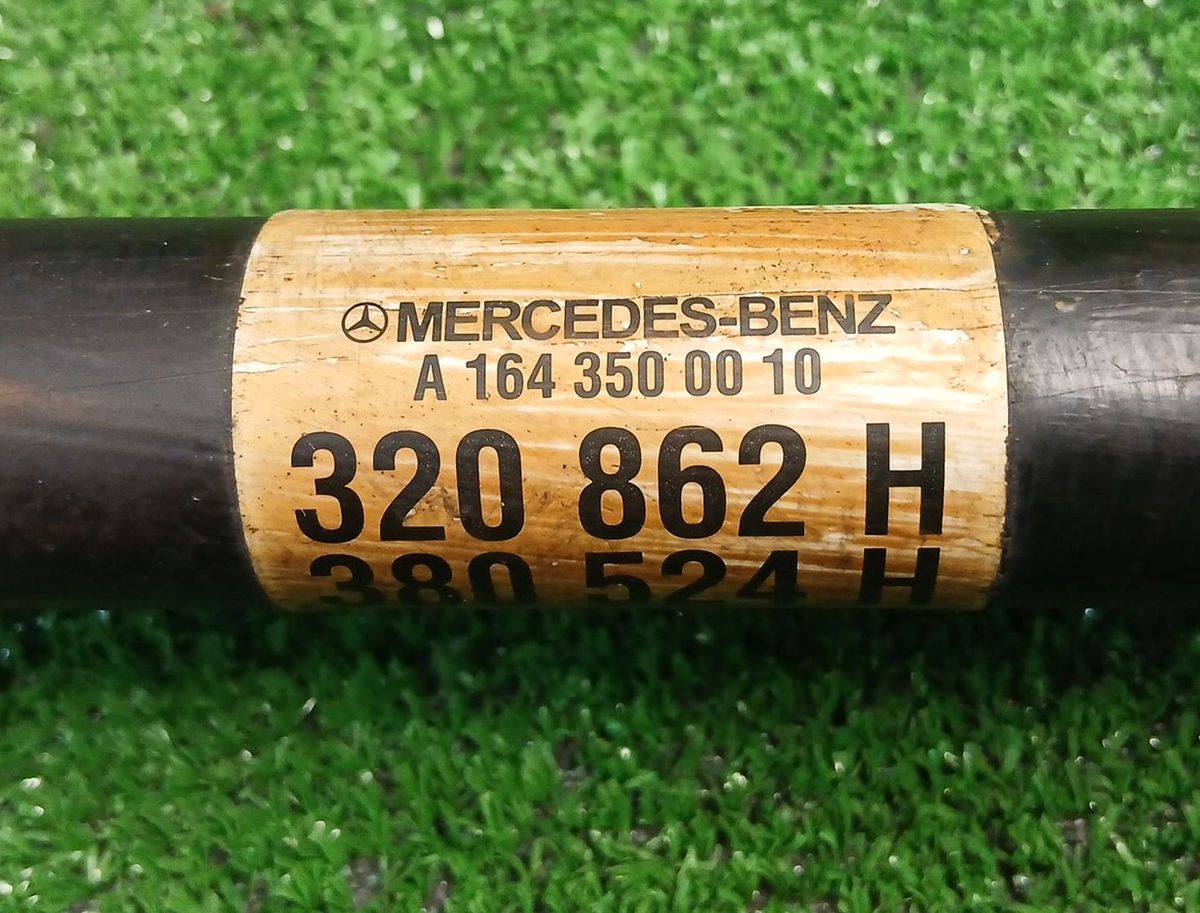 MERCEDES-BENZ
A 164 350 00 10
320 862 H
380 524 H